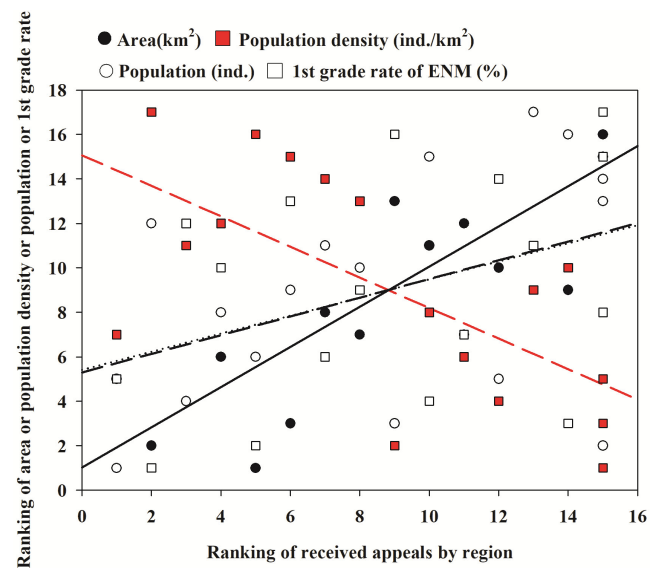 Area(km²) Population density (ind./km²)
Population (ind.) 1st grade rate of ENM (%)
Ranking of area or population density or population or 1st grade rate
18
16
14
12
10
8
6
4
2
0
0 2 4 6 8 10 12 14 16
Ranking of received appeals by region